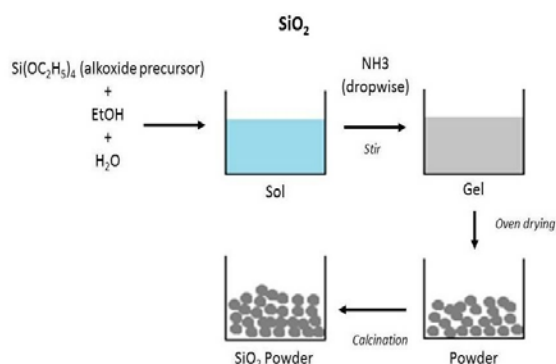 SiO₂
Si(OC₂H₅)₄ (alkoxide precursor)
+
EtOH
+
H₂O
Sol
NH3
(dropwise)
Stir
Gel
Oven drying
Powder
Calcination
SiO₂ Powder